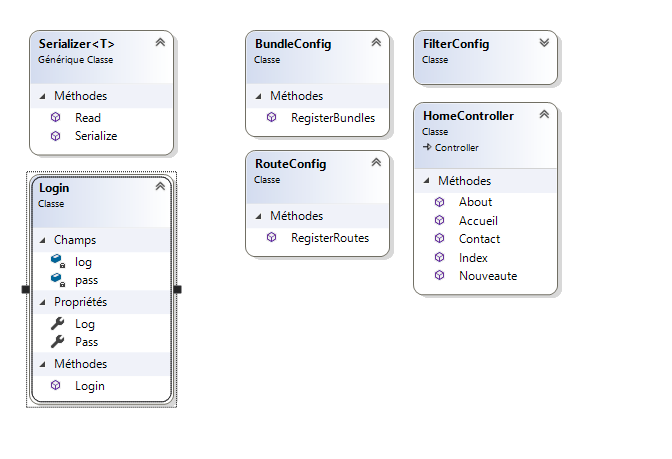 Serializer<T>
Générique Classe
Méthodes
Read
Serialize
Login
Classe
Champs
log
pass
Propriétés
Log
Pass
Méthodes
Login
BundleConfig
Classe
Méthodes
RegisterBundles
RouteConfig
Classe
Méthodes
RegisterRoutes
FilterConfig
Classe
HomeController
Classe
Controller
Méthodes
About
Accueil
Contact
Index
Nouveaute